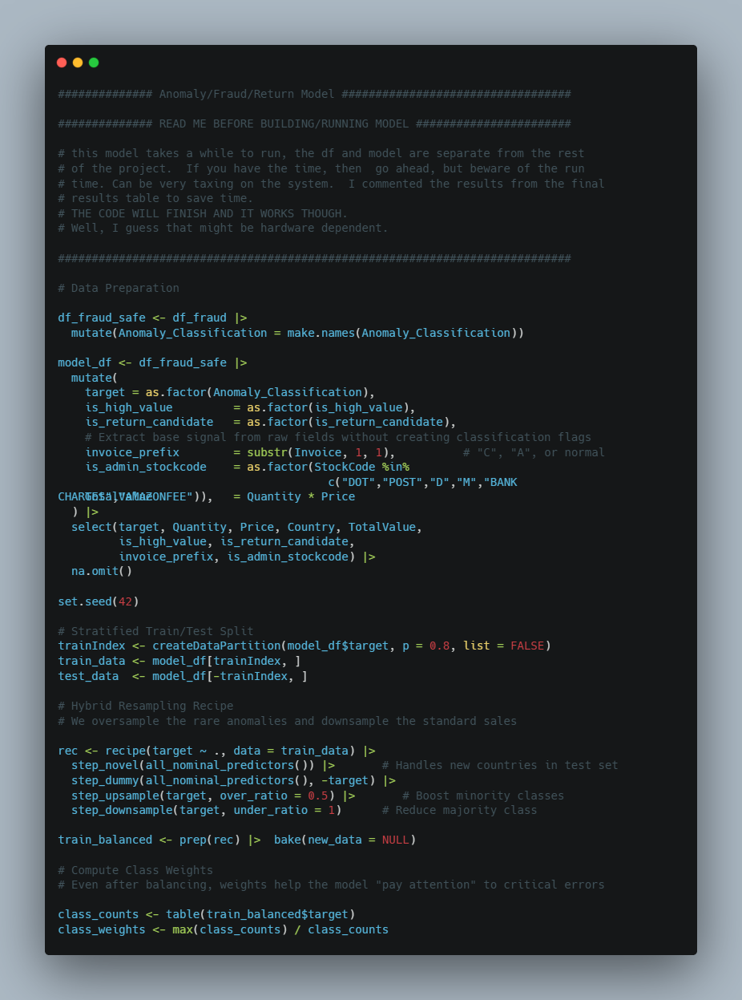 ############## Anomaly/Fraud/Return Model ##################################
############## READ ME BEFORE BUILDING/RUNNING MODEL #######################
# this model takes a while to run, the df and model are separate from the rest
# of the project.  If you have the time, then  go ahead, but beware of the run
# time. Can be very taxing on the system.  I commented the results from the final
# results table to save time.
# THE CODE WILL FINISH AND IT WORKS THOUGH.
# Well, I guess that might be hardware dependent.
############################################################################
# Data Preparation
df_fraud_safe <- df_fraud |>
  mutate(Anomaly_Classification = make.names(Anomaly_Classification))
model_df <- df_fraud_safe |>
  mutate(
    target = as.factor(Anomaly_Classification),
    is_high_value         = as.factor(is_high_value),
    is_return_candidate   = as.factor(is_return_candidate),
    # Extract base signal from raw fields without creating classification flags
    invoice_prefix        = substr(Invoice, 1, 1),          # "C", "A", or normal
    is_admin_stockcode    = as.factor(StockCode %in%
                                        c("DOT","POST","D","M","BANK
CHARGES","AMAZONFEE")),
    TotalValue            = Quantity * Price
  ) |>
  select(target, Quantity, Price, Country, TotalValue,
         is_high_value, is_return_candidate,
         invoice_prefix, is_admin_stockcode) |>
  na.omit()
set.seed(42)
# Stratified Train/Test Split
trainIndex <- createDataPartition(model_df$target, p = 0.8, list = FALSE)
train_data <- model_df[trainIndex, ]
test_data  <- model_df[-trainIndex, ]
# Hybrid Resampling Recipe
# We oversample the rare anomalies and downsample the standard sales
rec <- recipe(target ~ ., data = train_data) |>
  step_novel(all_nominal_predictors()) |>       # Handles new countries in test set
  step_dummy(all_nominal_predictors(), -target) |>
  step_upsample(target, over_ratio = 0.5) |>       # Boost minority classes
  step_downsample(target, under_ratio = 1)      # Reduce majority class
train_balanced <- prep(rec) |>  bake(new_data = NULL)
# Compute Class Weights
# Even after balancing, weights help the model "pay attention" to critical errors
class_counts <- table(train_balanced$target)
class_weights <- max(class_counts) / class_counts